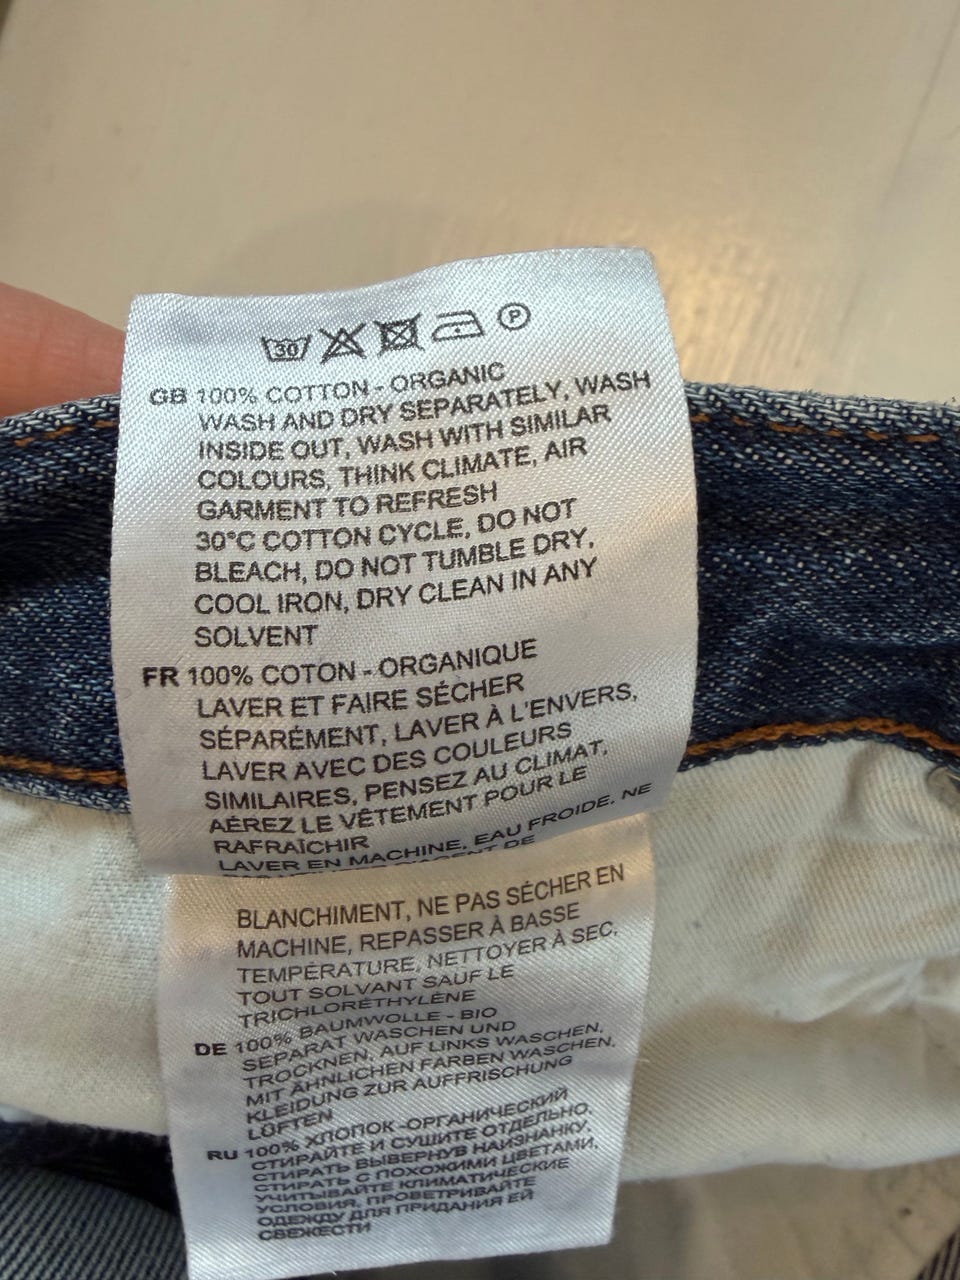 30 P
GB 100% COTTON - ORGANIC
WASH AND DRY SEPARATELY, WASH
INSIDE OUT, WASH WITH SIMILAR
COLOURS, THINK CLIMATE, AIR
GARMENT TO REFRESH
30°C COTTON CYCLE, DO NOT
BLEACH, DO NOT TUMBLE DRY,
COOL IRON, DRY CLEAN IN ANY
SOLVENT
FR 100% COTON - ORGANIQUE
LAVER ET FAIRE SÉCHER
SÉPARÉMENT, LAVER À L'ENVERS,
LAVER AVEC DES COULEURS
SIMILAIRES, PENSEZ AU CLIMAT,
AÉREZ LE VÊTEMENT POUR LE
RAFRAÎCHIR
LAVER EN MACHINE, EAU FROIDE, NE
DE
BLANCHIMENT, NE PAS SÉCHER EN
MACHINE, REPASSER À BASSE
TEMPÉRATURE, NETTOYER À SEC,
TOUT SOLVANT SAUF LE
TRICHLORÉTHYLÈNE
DE 100% BAUMWOLLE - BIO
SEPARAT WASCHEN UND
TROCKNEN, AUF LINKS WASCHEN,
MIT ÄHNLICHEN FARBEN WASCHEN,
KLEIDUNG ZUR AUFFRISCHUNG
LÜFTEN
RU 100% ХЛОПОК -ОРГАНИЧЕСКИЙ
СТИРАЙТЕ И СУШИТЕ ОТДЕЛЬНО,
СТИРАТЬ ВЫВЕРНУВ НАИЗНАНКУ,
СТИРАТЬ С ПОХОЖИМИ ЦВЕТАМИ,
УЧИТЫВАЙТЕ КЛИМАТИЧЕСКИЕ
УСЛОВИЯ, ПРОВЕТРИВАЙТЕ
ОДЕЖДУ ДЛЯ ПРИДАНИЯ ЕЙ
СВЕЖЕСТИ